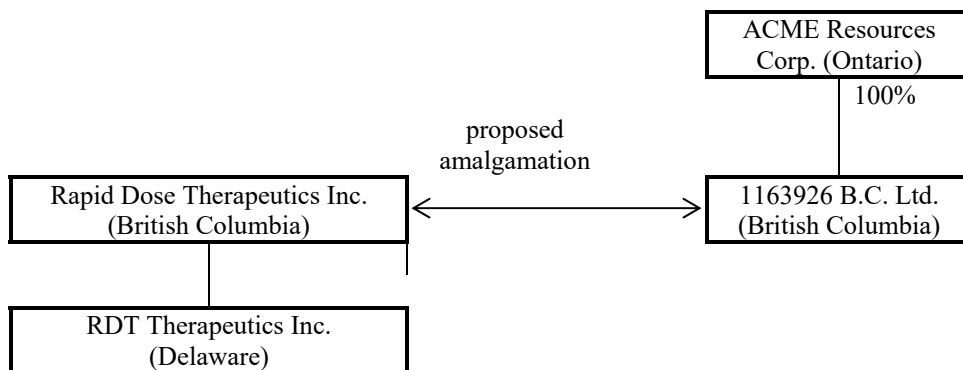 ACME Resources
Corp. (Ontario)
100%
proposed
amalgamation
Rapid Dose Therapeutics Inc.
(British Columbia)
1163926 B.C. Ltd.
(British Columbia)
RDT Therapeutics Inc.
(Delaware)